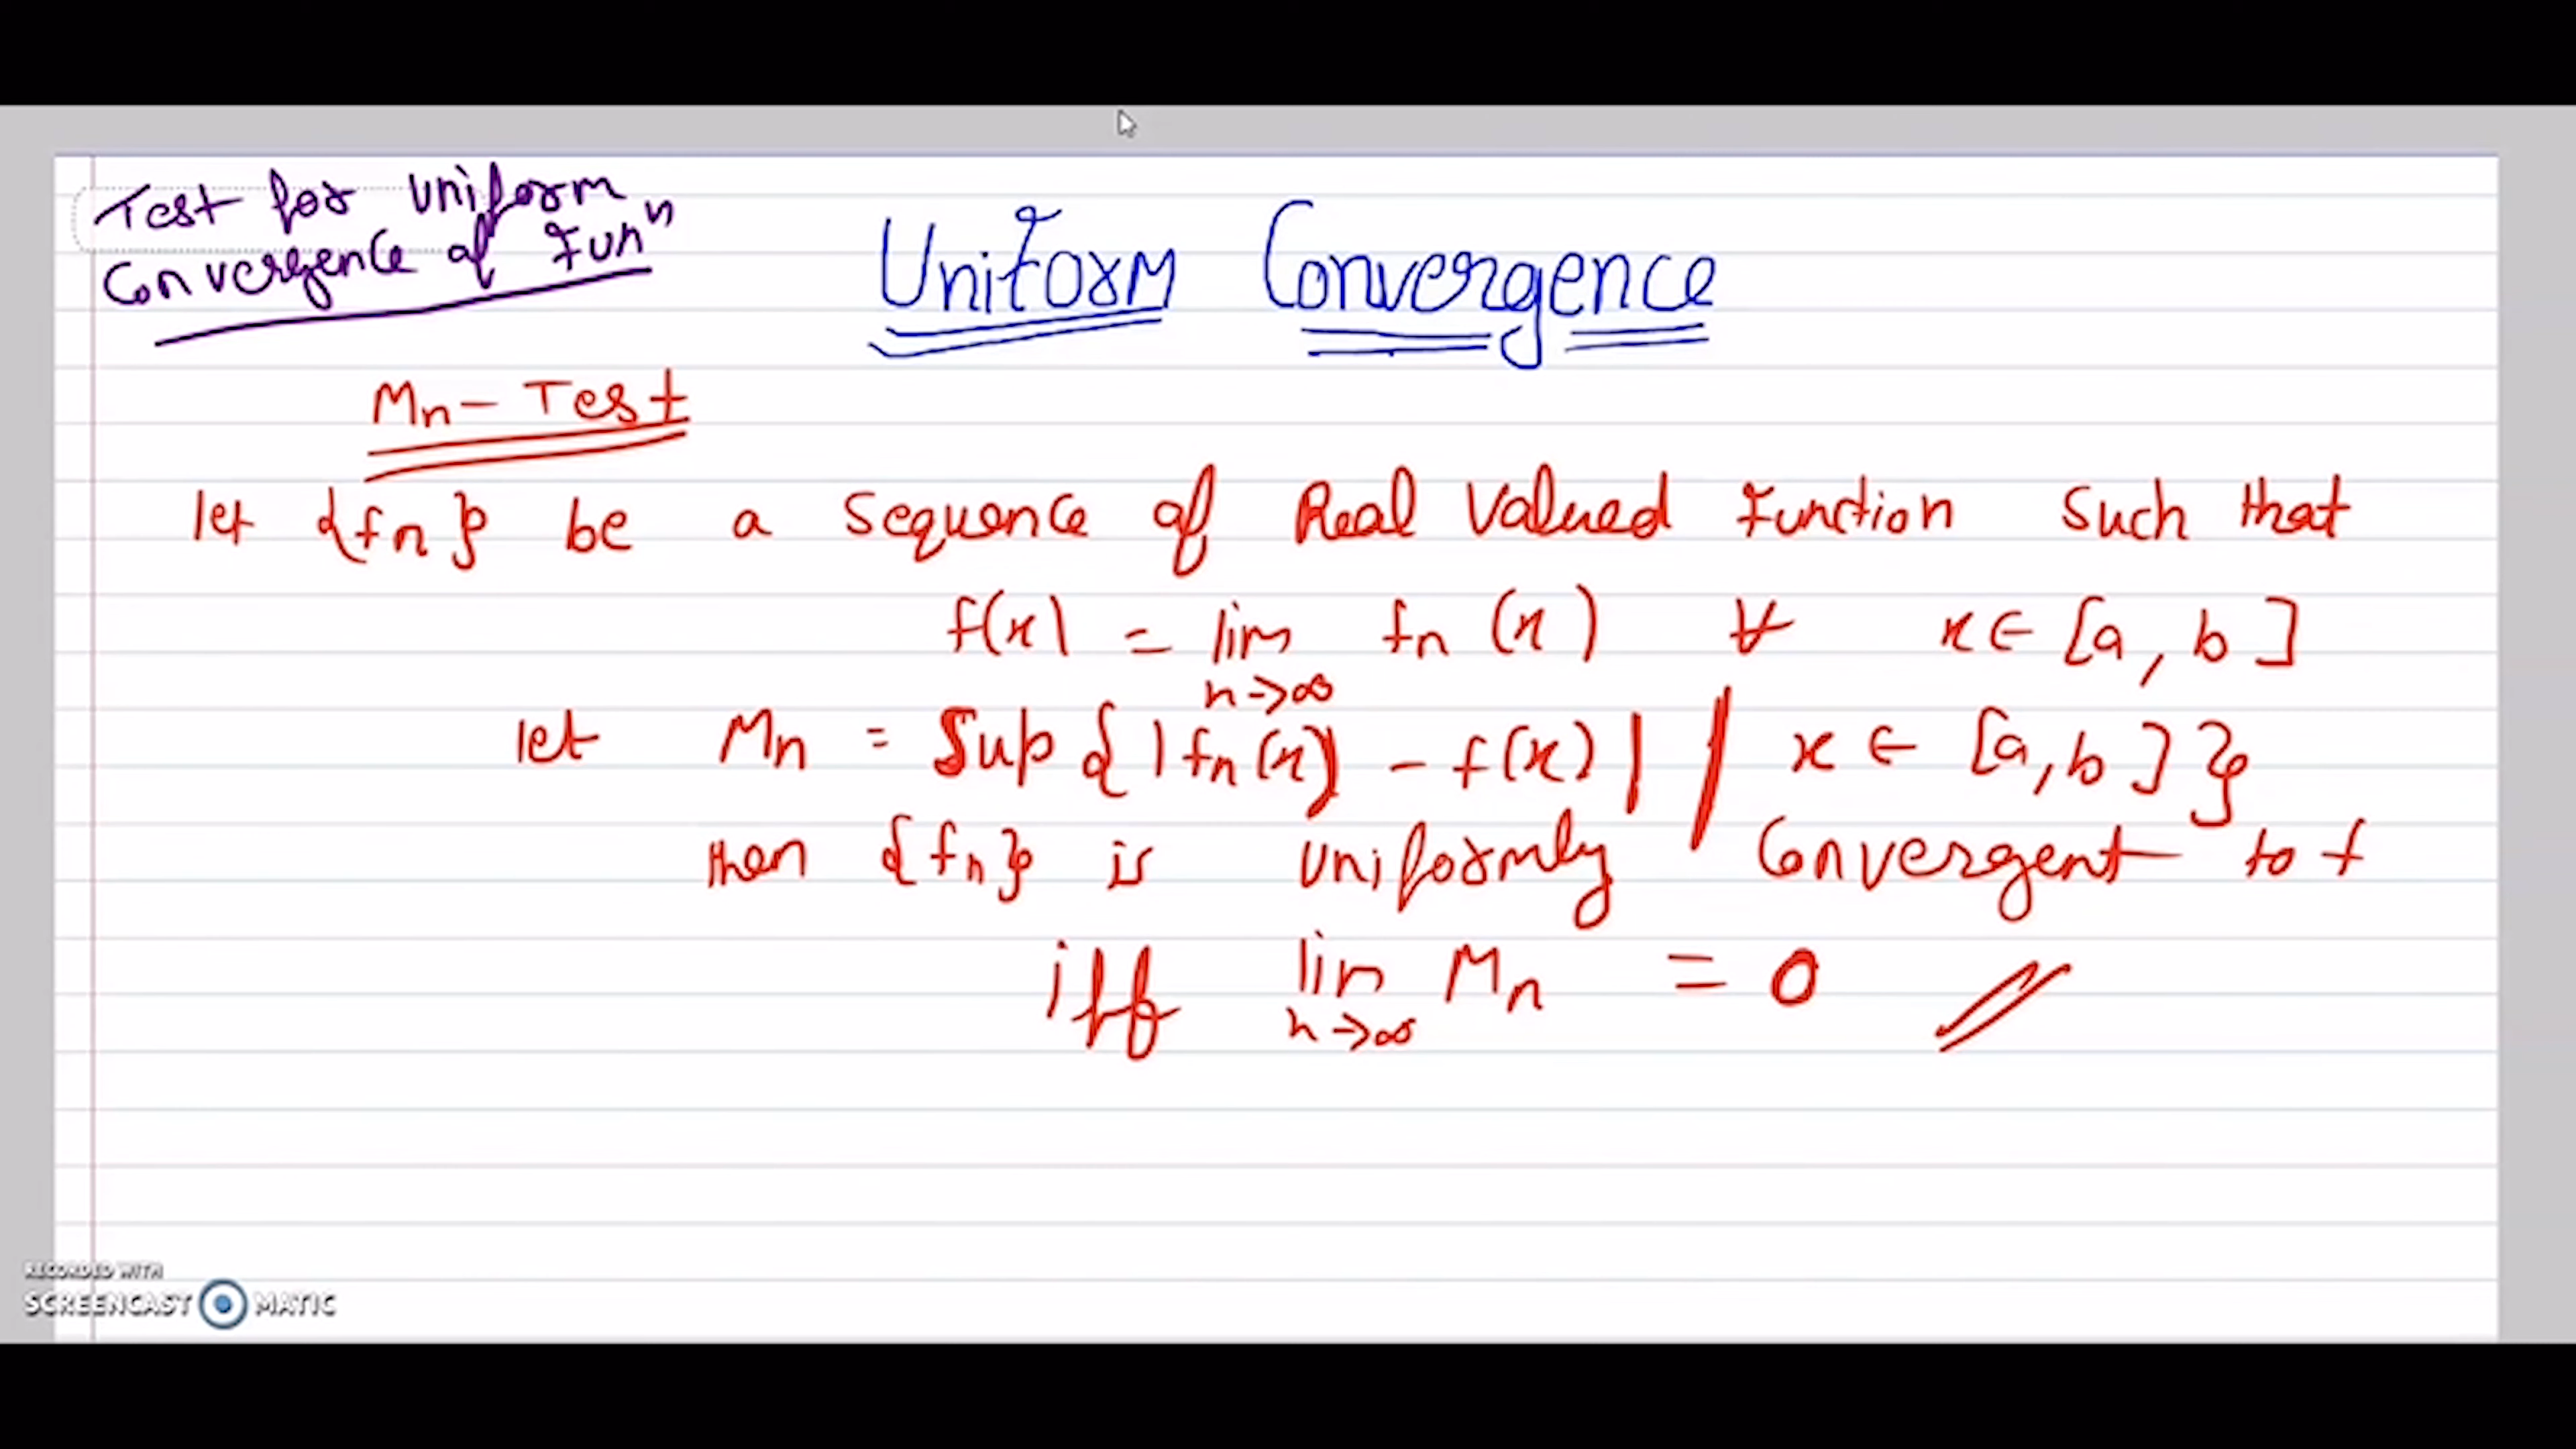 Test for Uniform
Convergence of Funⁿ
Uniform Convergence
Mn - Test
let {fn} be a Sequence of Real Valued Function Such that
f(x) = lim fn (x) ∀ x ∈ [a, b]
n→∞
let Mn = Sup {|fn(x) - f(x)| / x ∈ [a, b]}
then {fn} is uniformly Convergent to f
iff lim Mn = 0
n→∞
RECORDED WITH
SCREENCAST MATIC